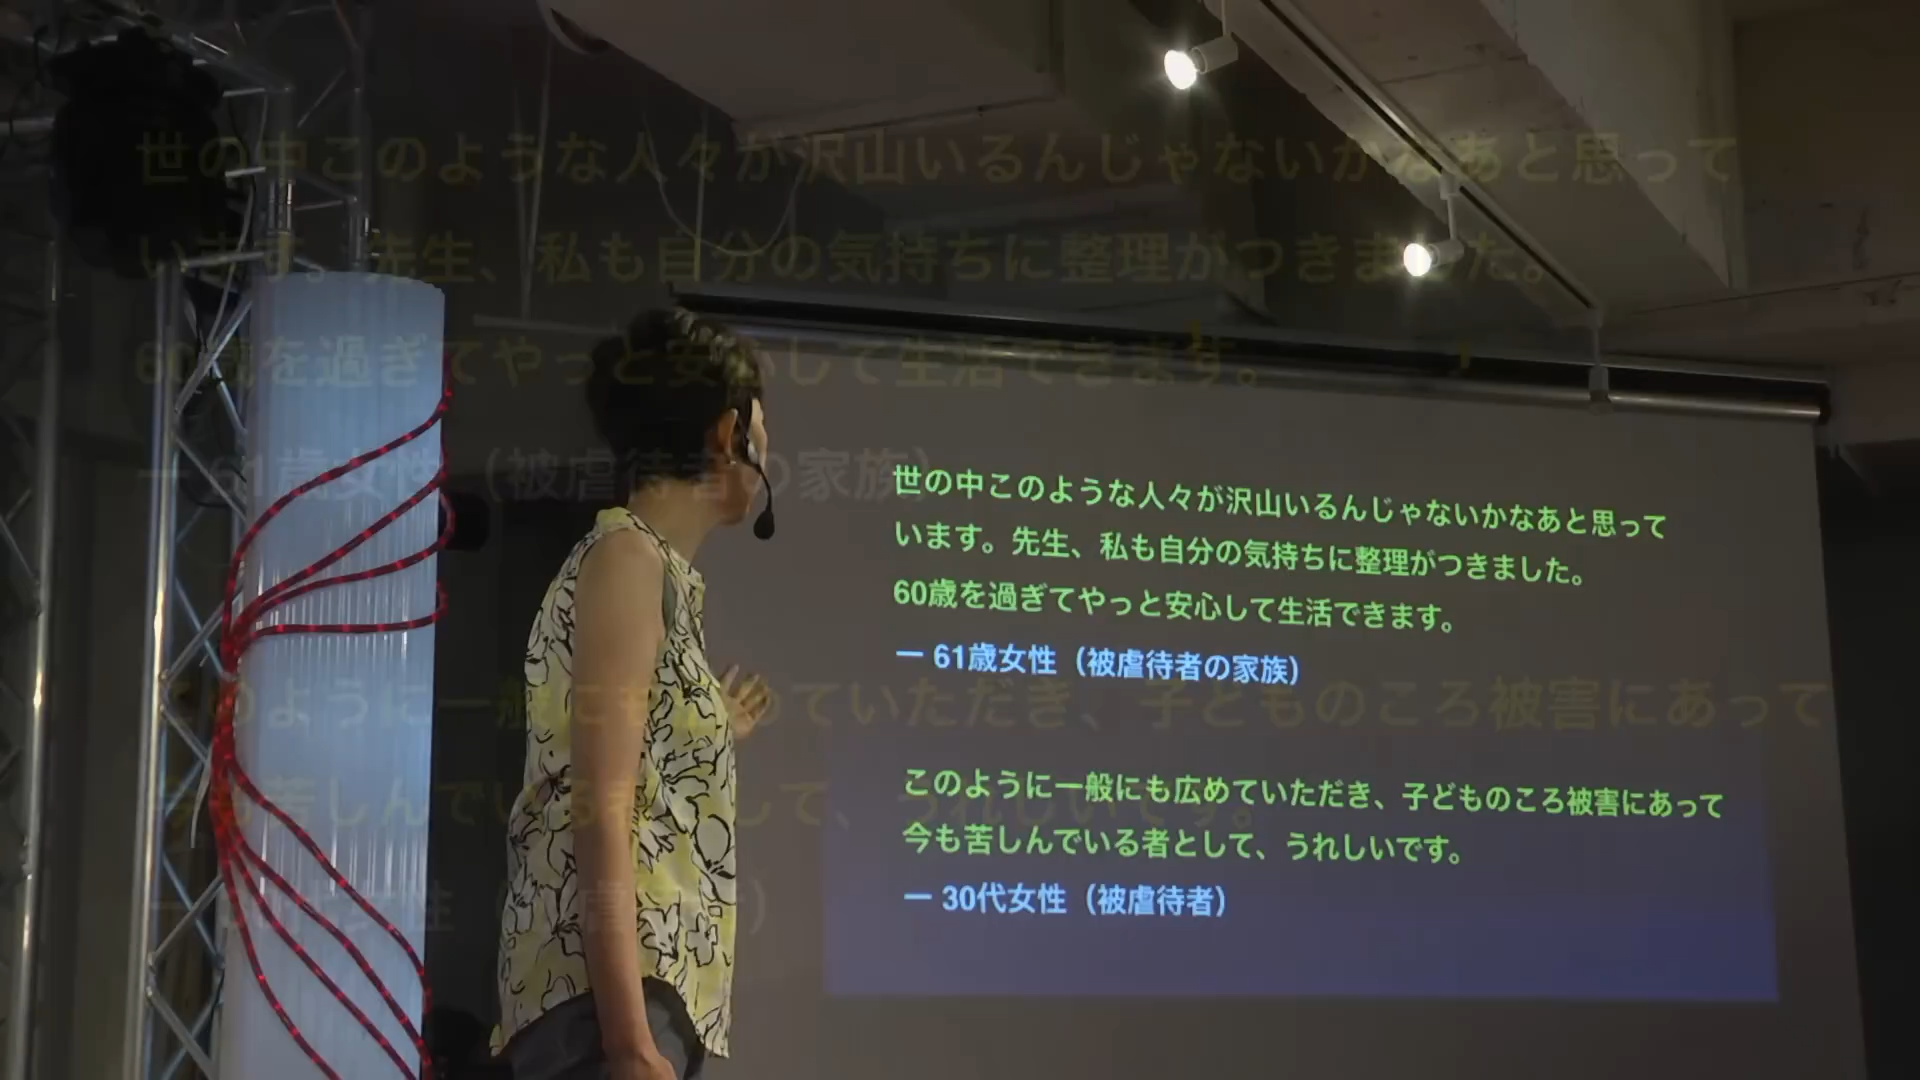 世の中このような人々が沢山いるんじゃないかなあと思って
います。先生、私も自分の気持ちに整理がつきました。
60歳を過ぎてやっと安心して生活できます。
ー 61歳女性（被虐待者の家族）
このように一般にも広めていただき、子どものころ被害にあって
今も苦しんでいる者として、うれしいです。
ー 30代女性（被虐待者）